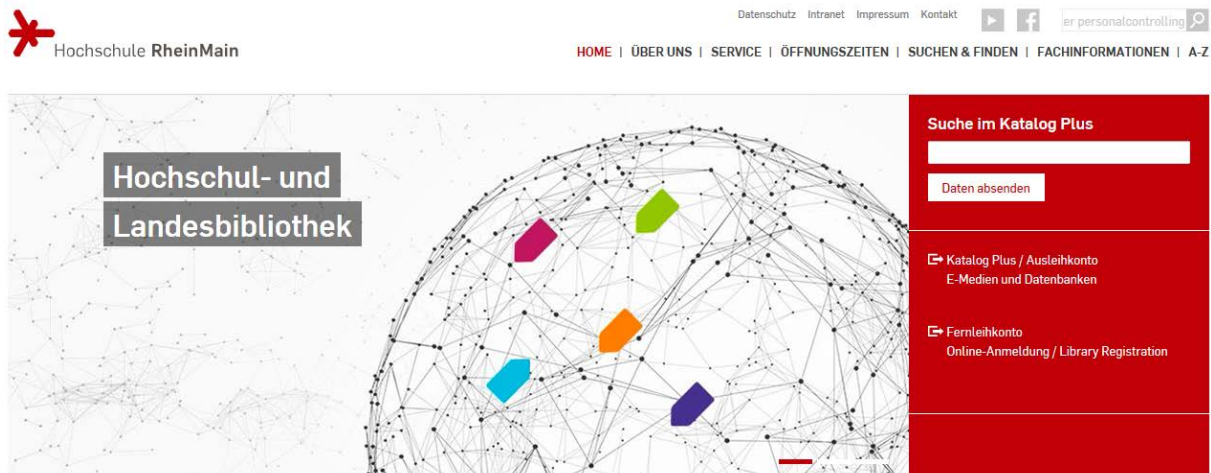 Datenschutz Intranet Impressum Kontakt
er personalcontrolling
Hochschule RheinMain
HOME | ÜBER UNS | SERVICE | ÖFFNUNGSZEITEN | SUCHEN & FINDEN | FACHINFORMATIONEN | A-Z
Hochschul- und
Landesbibliothek
Suche im Katalog Plus
Daten absenden
Katalog Plus / Ausleihkonto
E-Medien und Datenbanken
Fernleihkonto
Online-Anmeldung / Library Registration